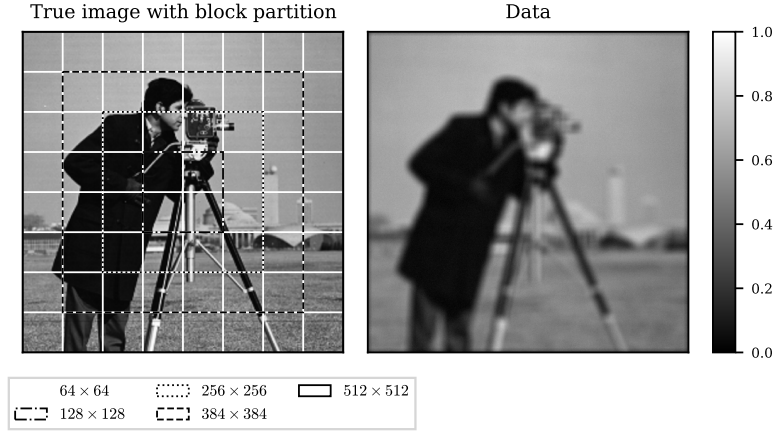 True image with block partition
Data
1.0
0.8
0.6
0.4
0.2
0.0
64 × 64
256 × 256
512 × 512
128 × 128
384 × 384